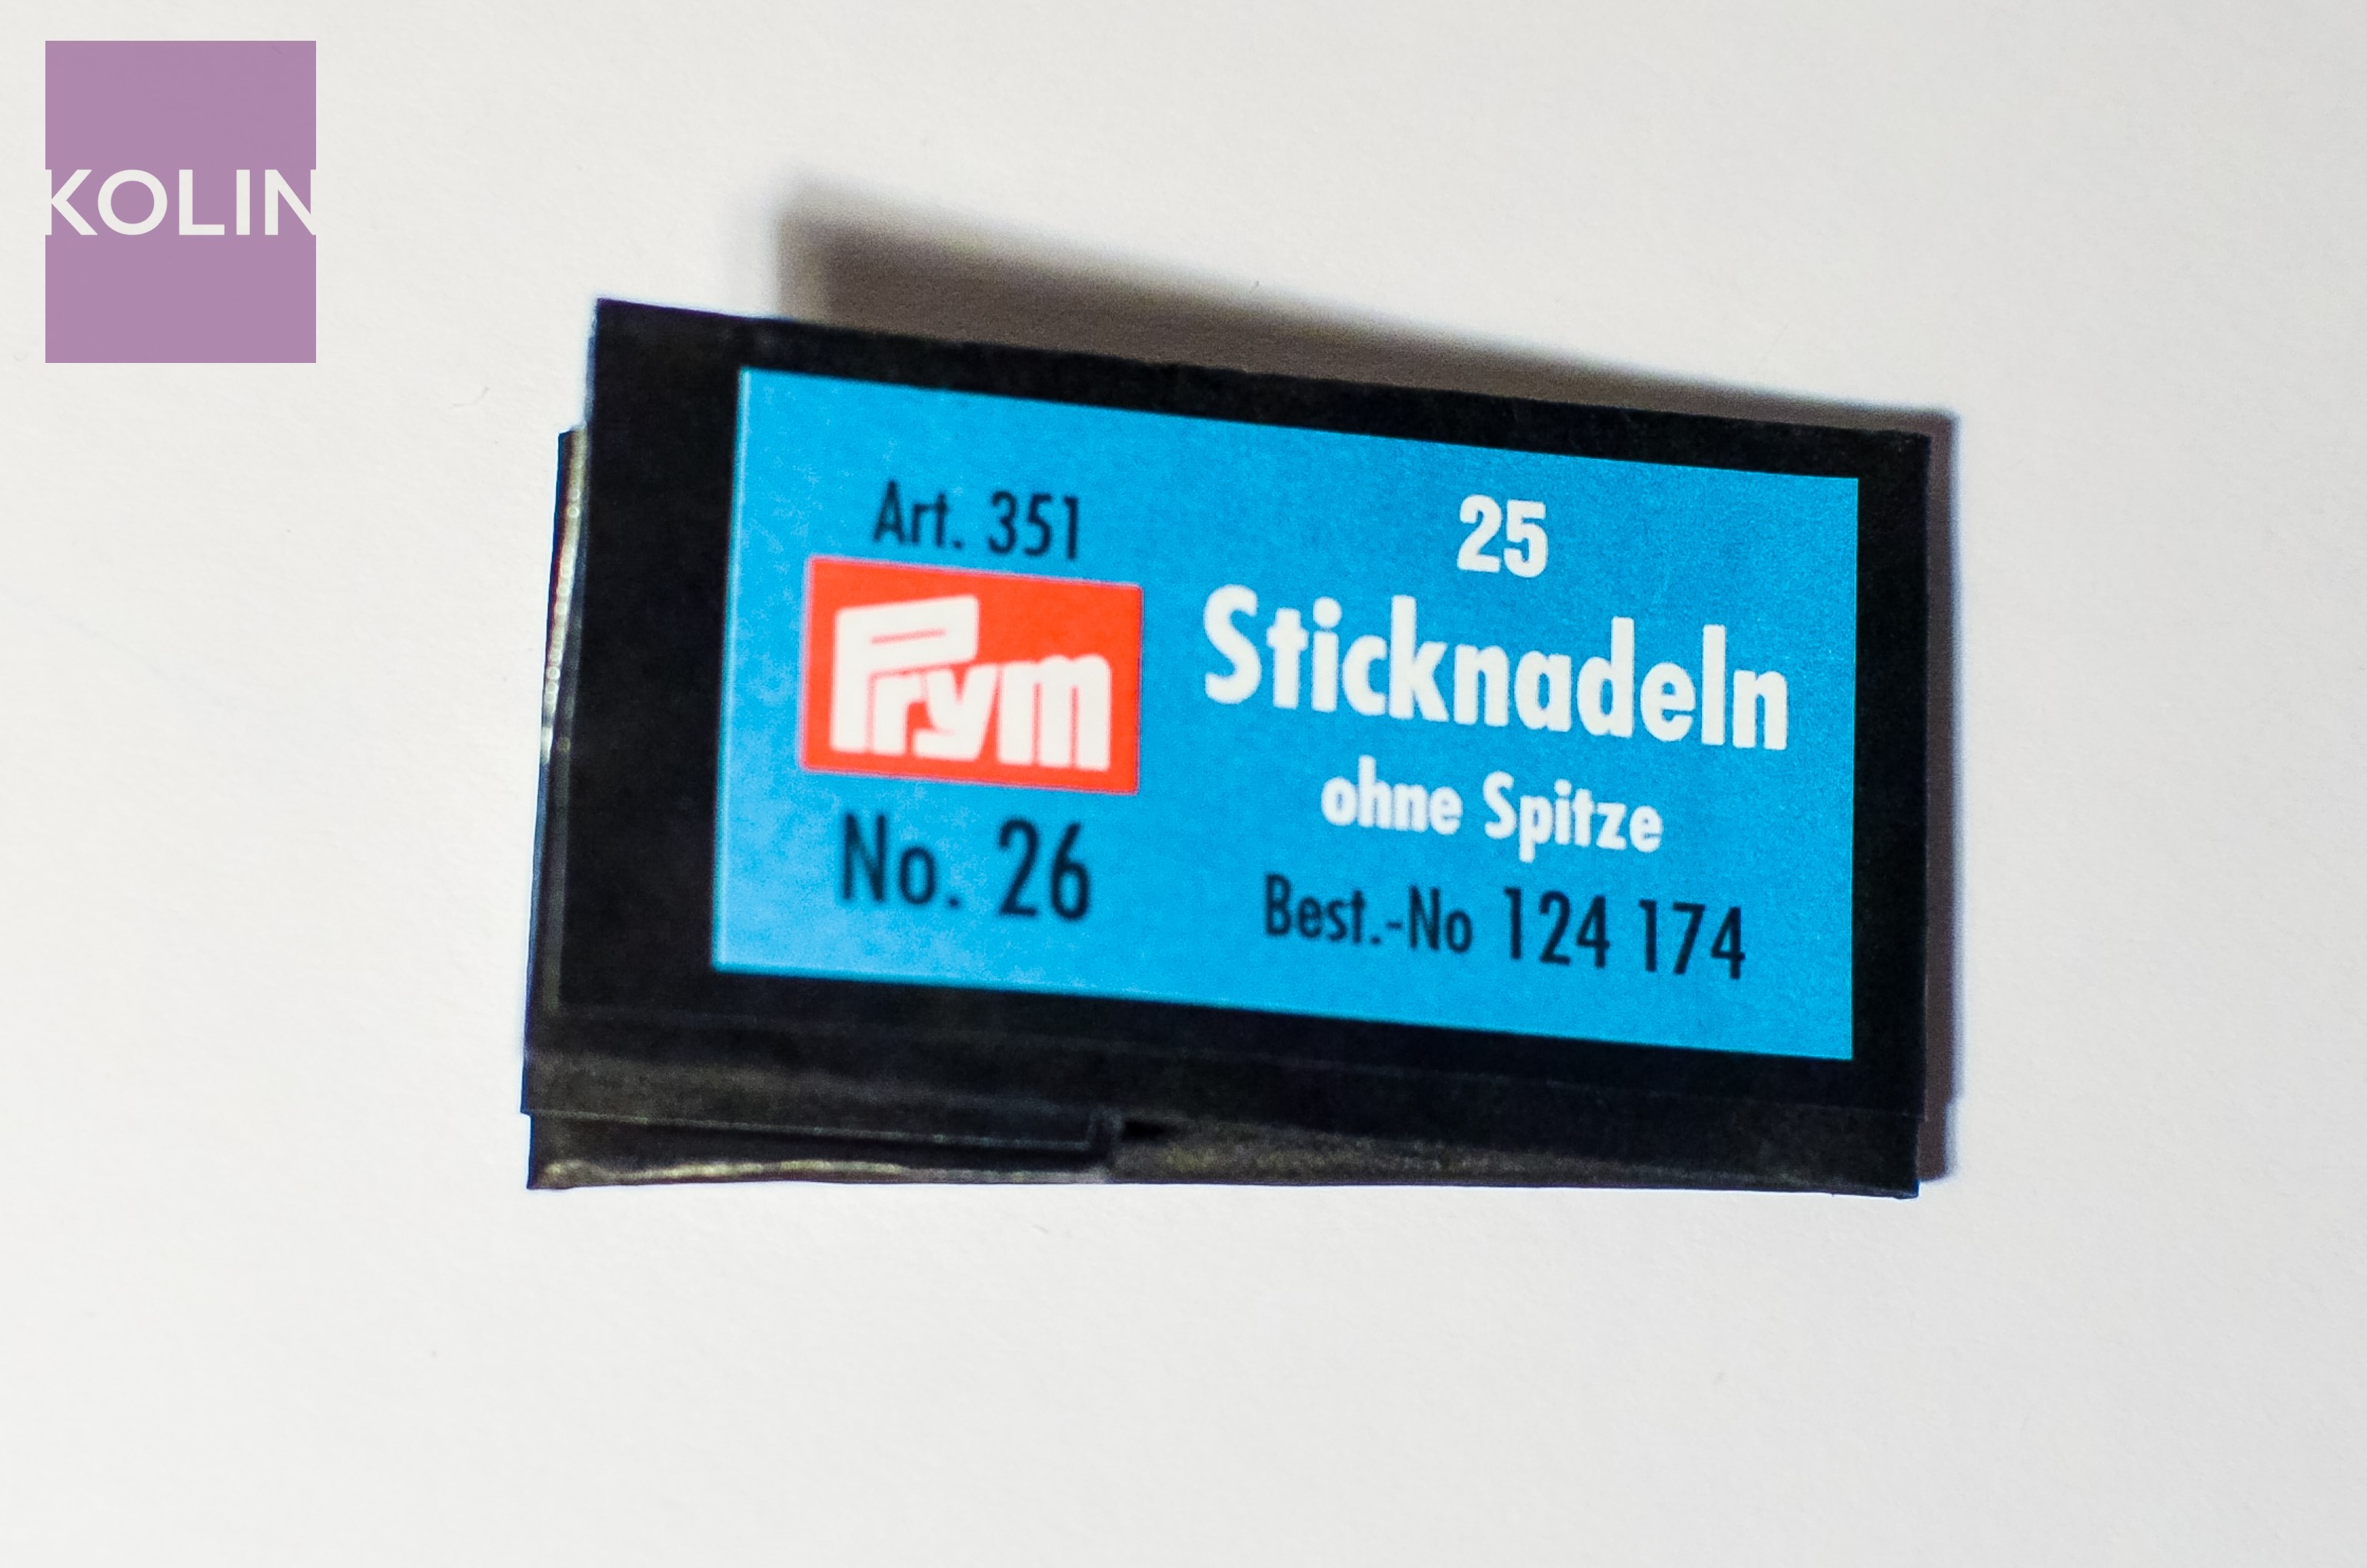 KOLIN
Art. 351
Prym
No. 26
25
Sticknadeln
ohne Spitze
Best.-No 124 174